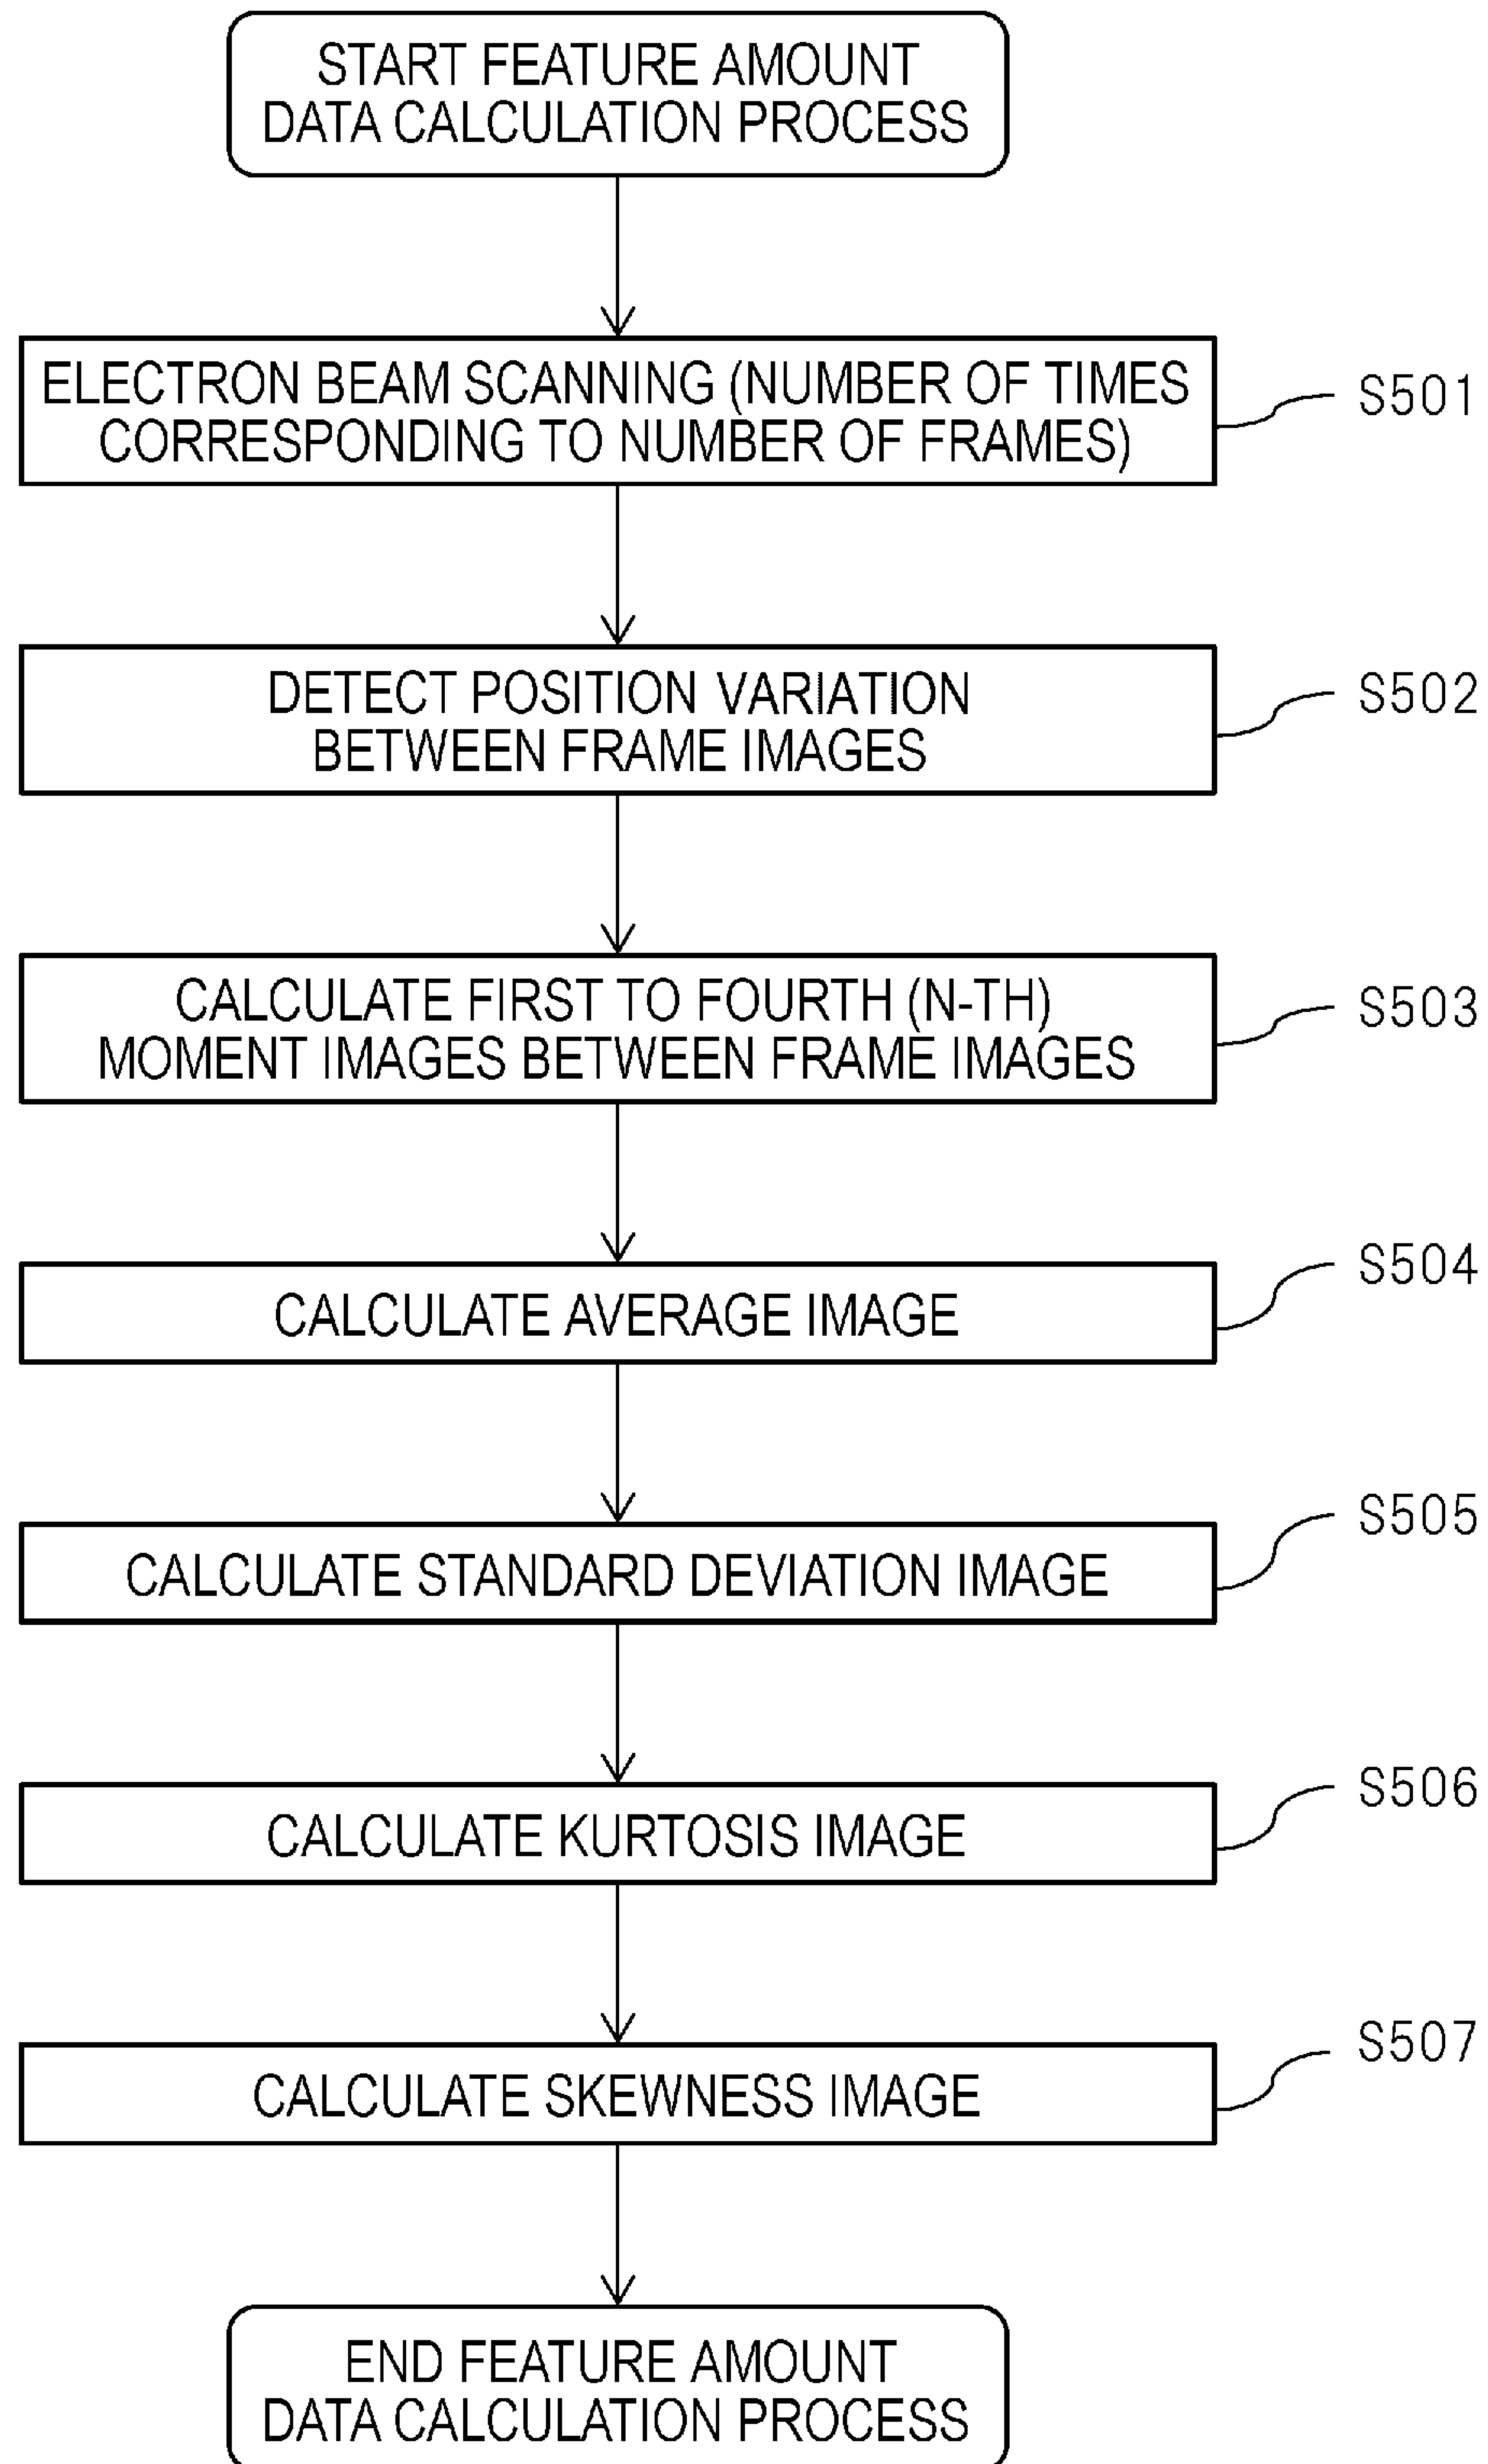 START FEATURE AMOUNT
DATA CALCULATION PROCESS
ELECTRON BEAM SCANNING (NUMBER OF TIMES
CORRESPONDING TO NUMBER OF FRAMES)
S501
DETECT POSITION VARIATION
BETWEEN FRAME IMAGES
S502
CALCULATE FIRST TO FOURTH (N-TH)
MOMENT IMAGES BETWEEN FRAME IMAGES
S503
CALCULATE AVERAGE IMAGE
S504
CALCULATE STANDARD DEVIATION IMAGE
S505
CALCULATE KURTOSIS IMAGE
S506
CALCULATE SKEWNESS IMAGE
S507
END FEATURE AMOUNT
DATA CALCULATION PROCESS